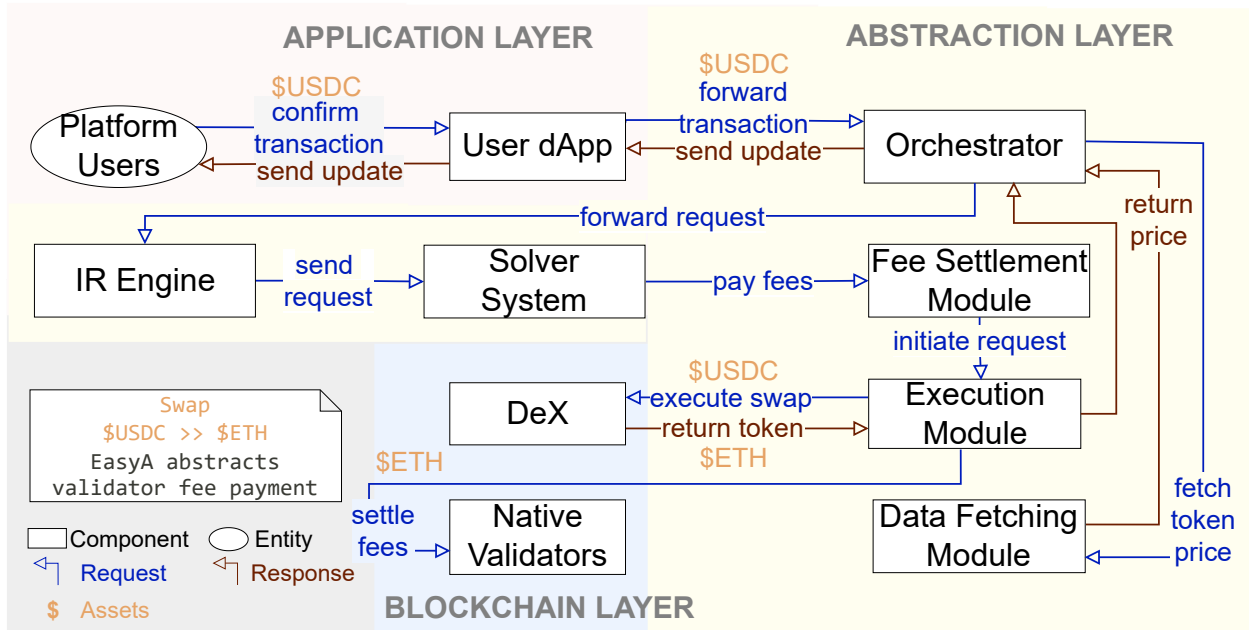 APPLICATION LAYER
ABSTRACTION LAYER
$USDC
confirm
transaction
send update
Platform
Users
User dApp
$USDC
forward
transaction
send update
Orchestrator
forward request
return
price
IR Engine
send
request
Solver
System
pay fees
Fee Settlement
Module
initiate request
$USDC
execute swap
return token
$ETH
DeX
Execution
Module
Swap
$USDC >> $ETH
EasyA abstracts
validator fee payment
$ETH
settle
fees
Native
Validators
Data Fetching
Module
fetch
token
price
Component
Entity
Request
Response
$ Assets
BLOCKCHAIN LAYER